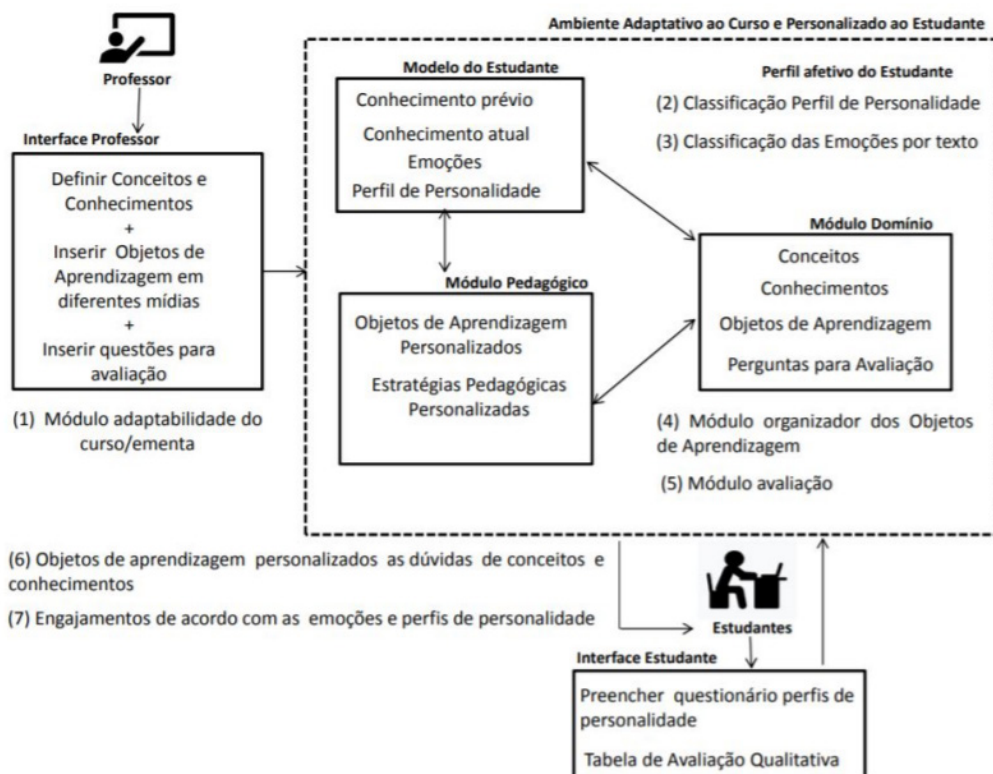 Ambiente Adaptativo ao Curso e Personalizado ao Estudante
Professor
Interface Professor
Definir Conceitos e
Conhecimentos
+
Inserir Objetos de
Aprendizagem em
diferentes mídias
+
Inserir questões para
avaliação
(1) Módulo adaptabilidade do
curso/ementa
Modelo do Estudante
Conhecimento prévio
Conhecimento atual
Emoções
Perfil de Personalidade
Perfil afetivo do Estudante
(2) Classificação Perfil de Personalidade
(3) Classificação das Emoções por texto
Módulo Pedagógico
Objetos de Aprendizagem
Personalizados
Estratégias Pedagógicas
Personalizadas
Módulo Domínio
Conceitos
Conhecimentos
Objetos de Aprendizagem
Perguntas para Avaliação
(4) Módulo organizador dos Objetos
de Aprendizagem
(5) Módulo avaliação
(6) Objetos de aprendizagem personalizados as dúvidas de conceitos e
conhecimentos
(7) Engajamentos de acordo com as emoções e perfis de personalidade
Estudantes
Interface Estudante
Preencher questionário perfis de
personalidade
Tabela de Avaliação Qualitativa